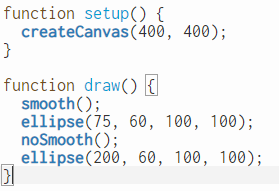 function setup() {
  createCanvas(400, 400);
}

function draw() {
  smooth();
  ellipse(75, 60, 100, 100);
  noSmooth();
  ellipse(200, 60, 100, 100);
}